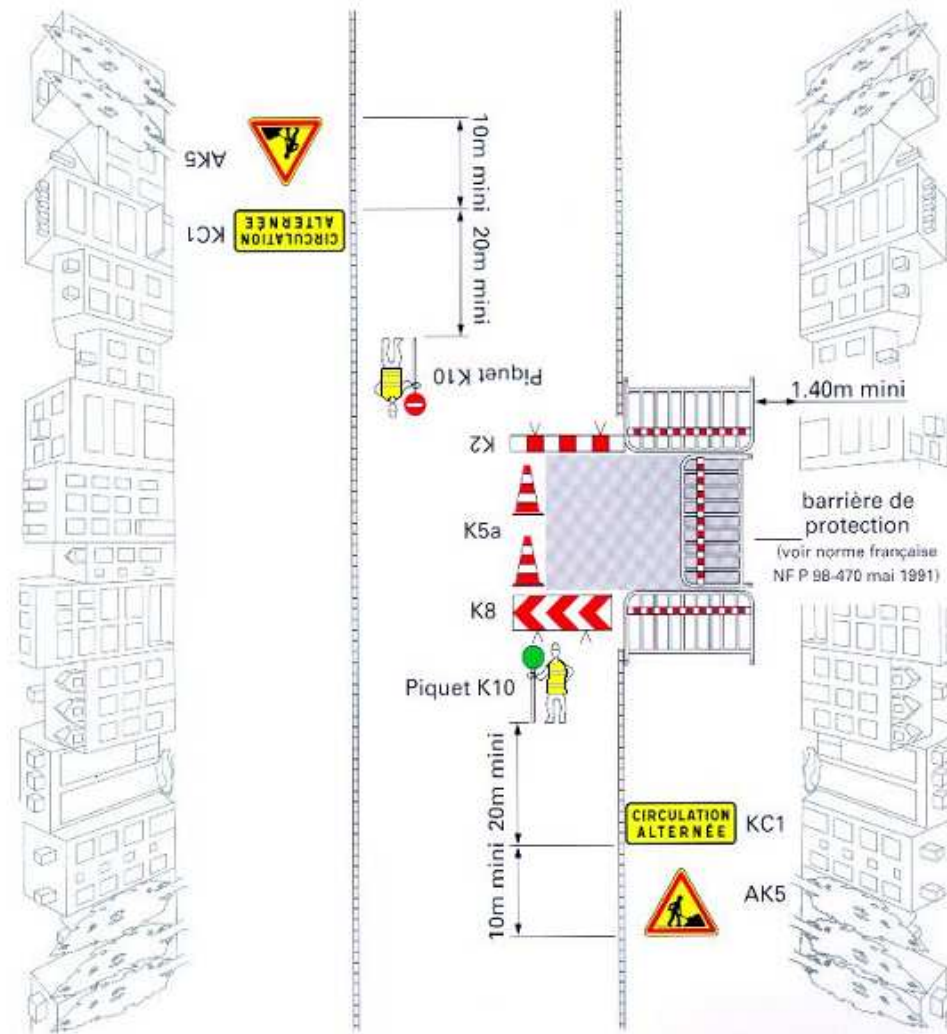 AK5
10m mini
KC1
CIRCULATION
ALTERNÉE
20m mini
Piquet K10
1.40m mini
K2
K5a
barrière de
protection
(voir norme française
NF P 98-470 mai 1991)
K8
Piquet K10
20m mini
CIRCULATION
ALTERNÉE
KC1
10m mini
AK5